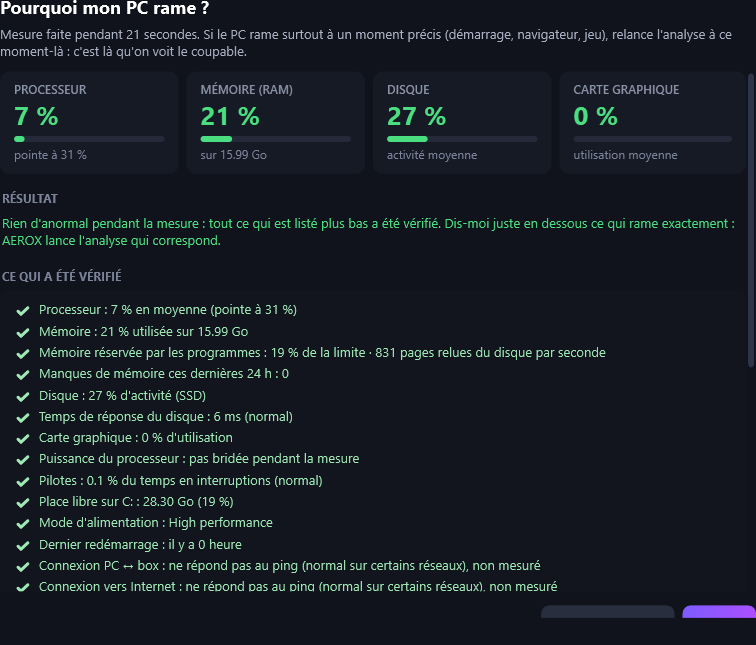 Pourquoi mon PC rame ?
Mesure faite pendant 21 secondes. Si le PC rame surtout à un moment précis (démarrage, navigateur, jeu), relance l'analyse à ce
moment-là : c'est là qu'on voit le coupable.
PROCESSEUR
7 %
pointe à 31 %
MÉMOIRE (RAM)
21 %
sur 15.99 Go
DISQUE
27 %
activité moyenne
CARTE GRAPHIQUE
0 %
utilisation moyenne
RÉSULTAT
Rien d'anormal pendant la mesure : tout ce qui est listé plus bas a été vérifié. Dis-moi juste en dessous ce qui rame exactement :
AEROX lance l'analyse qui correspond.
CE QUI A ÉTÉ VÉRIFIÉ
Processeur : 7 % en moyenne (pointe à 31 %)
Mémoire : 21 % utilisée sur 15.99 Go
Mémoire réservée par les programmes : 19 % de la limite · 831 pages relues du disque par seconde
Manques de mémoire ces dernières 24 h : 0
Disque : 27 % d'activité (SSD)
Temps de réponse du disque : 6 ms (normal)
Carte graphique : 0 % d'utilisation
Puissance du processeur : pas bridée pendant la mesure
Pilotes : 0.1 % du temps en interruptions (normal)
Place libre sur C: : 28.30 Go (19 %)
Mode d'alimentation : High performance
Dernier redémarrage : il y a 0 heure
Connexion PC ↔ box : ne répond pas au ping (normal sur certains réseaux), non mesuré
Connexion vers Internet : ne répond pas au ping (normal sur certains réseaux), non mesuré